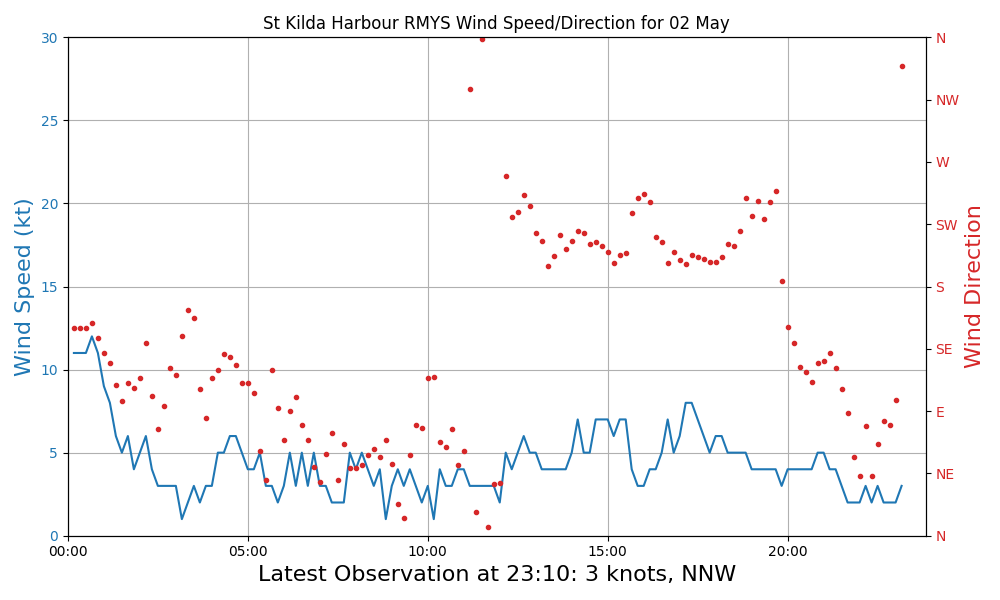 St Kilda Harbour RMYS Wind Speed/Direction for 02 May
Wind Speed (kt)
30
25
20
15
10
5
0
N
NW
W
SW
S
SE
E
NE
N
Wind Direction
00:00
05:00
10:00
15:00
20:00
Latest Observation at 23:10: 3 knots, NNW